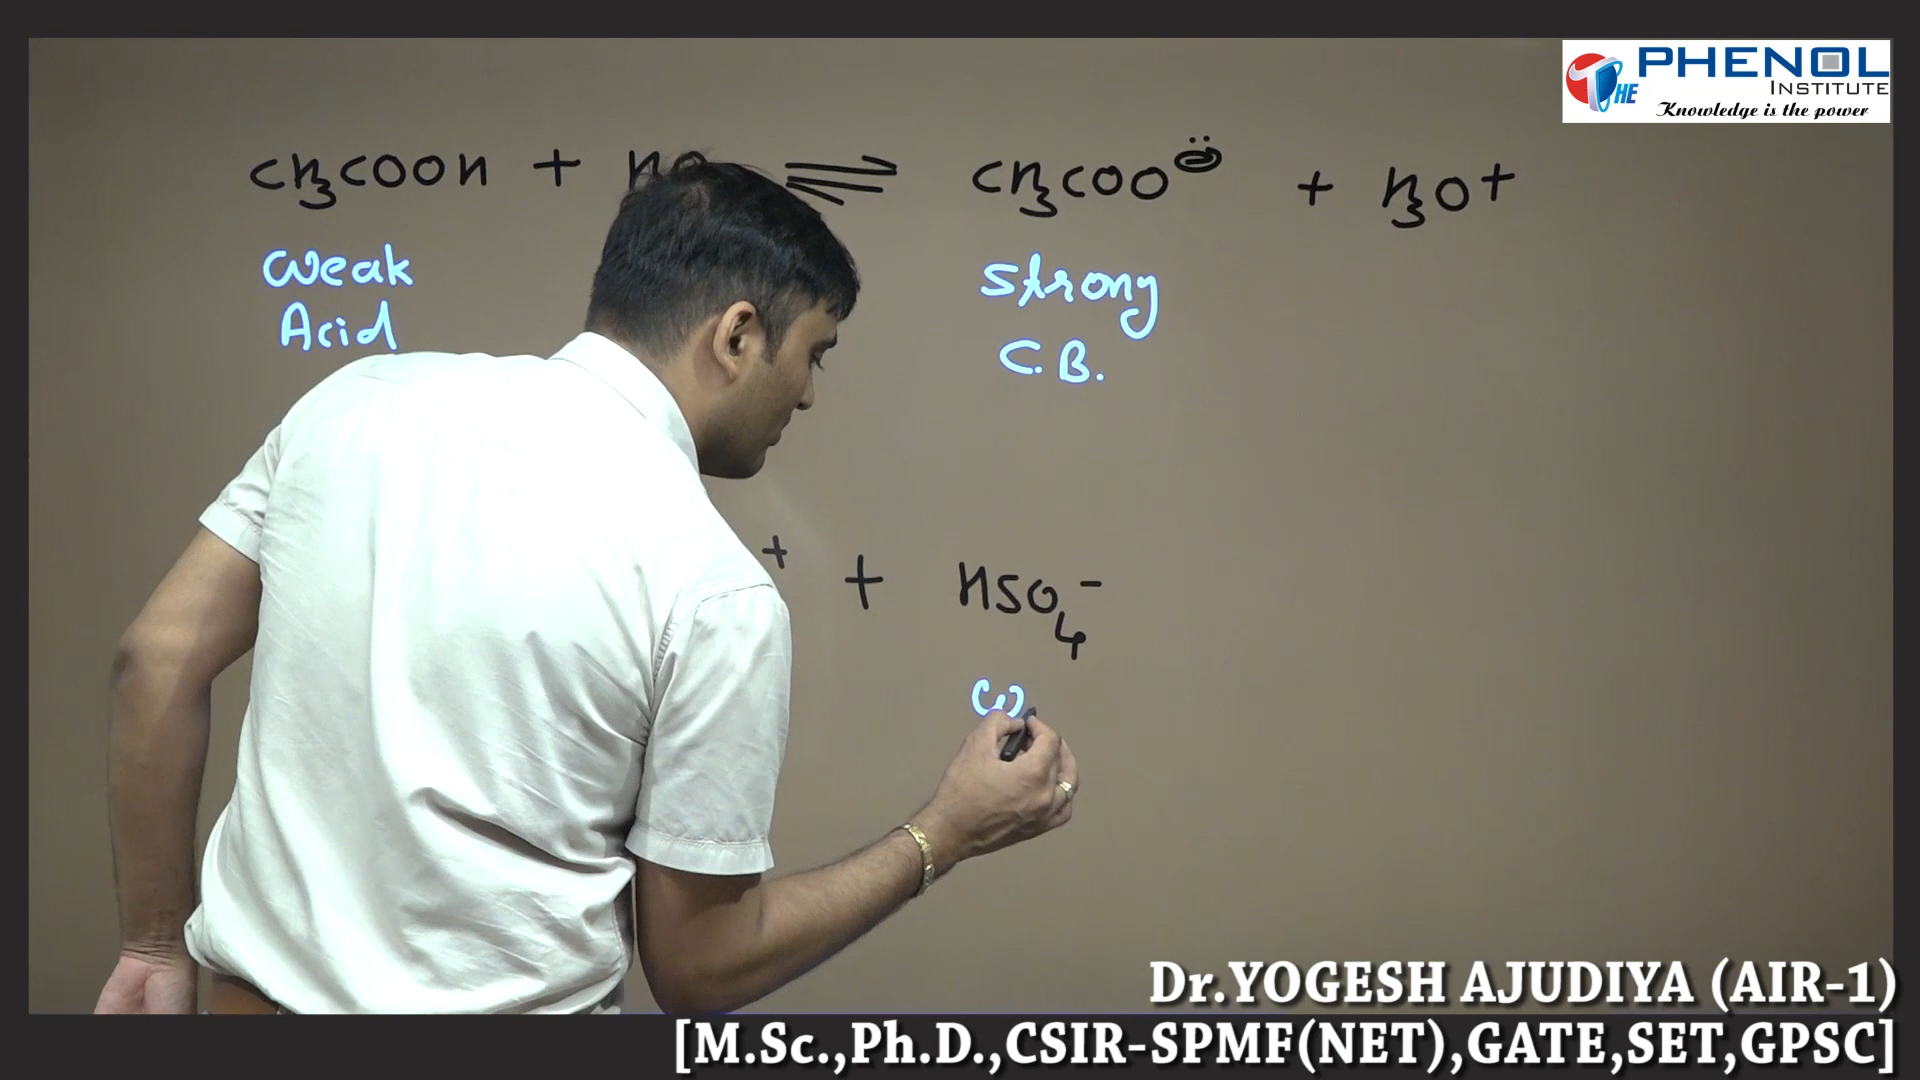 THE PHENOL
INSTITUTE
Knowledge is the power
CH3COOH + H ⇌ CH3COO⊖ + H3O+
Weak
Acid
Strong
C.B.
+ + HSO4-
Dr.YOGESH AJUDIYA (AIR-1)
[M.Sc.,Ph.D.,CSIR-SPMF(NET),GATE,SET,GPSC]